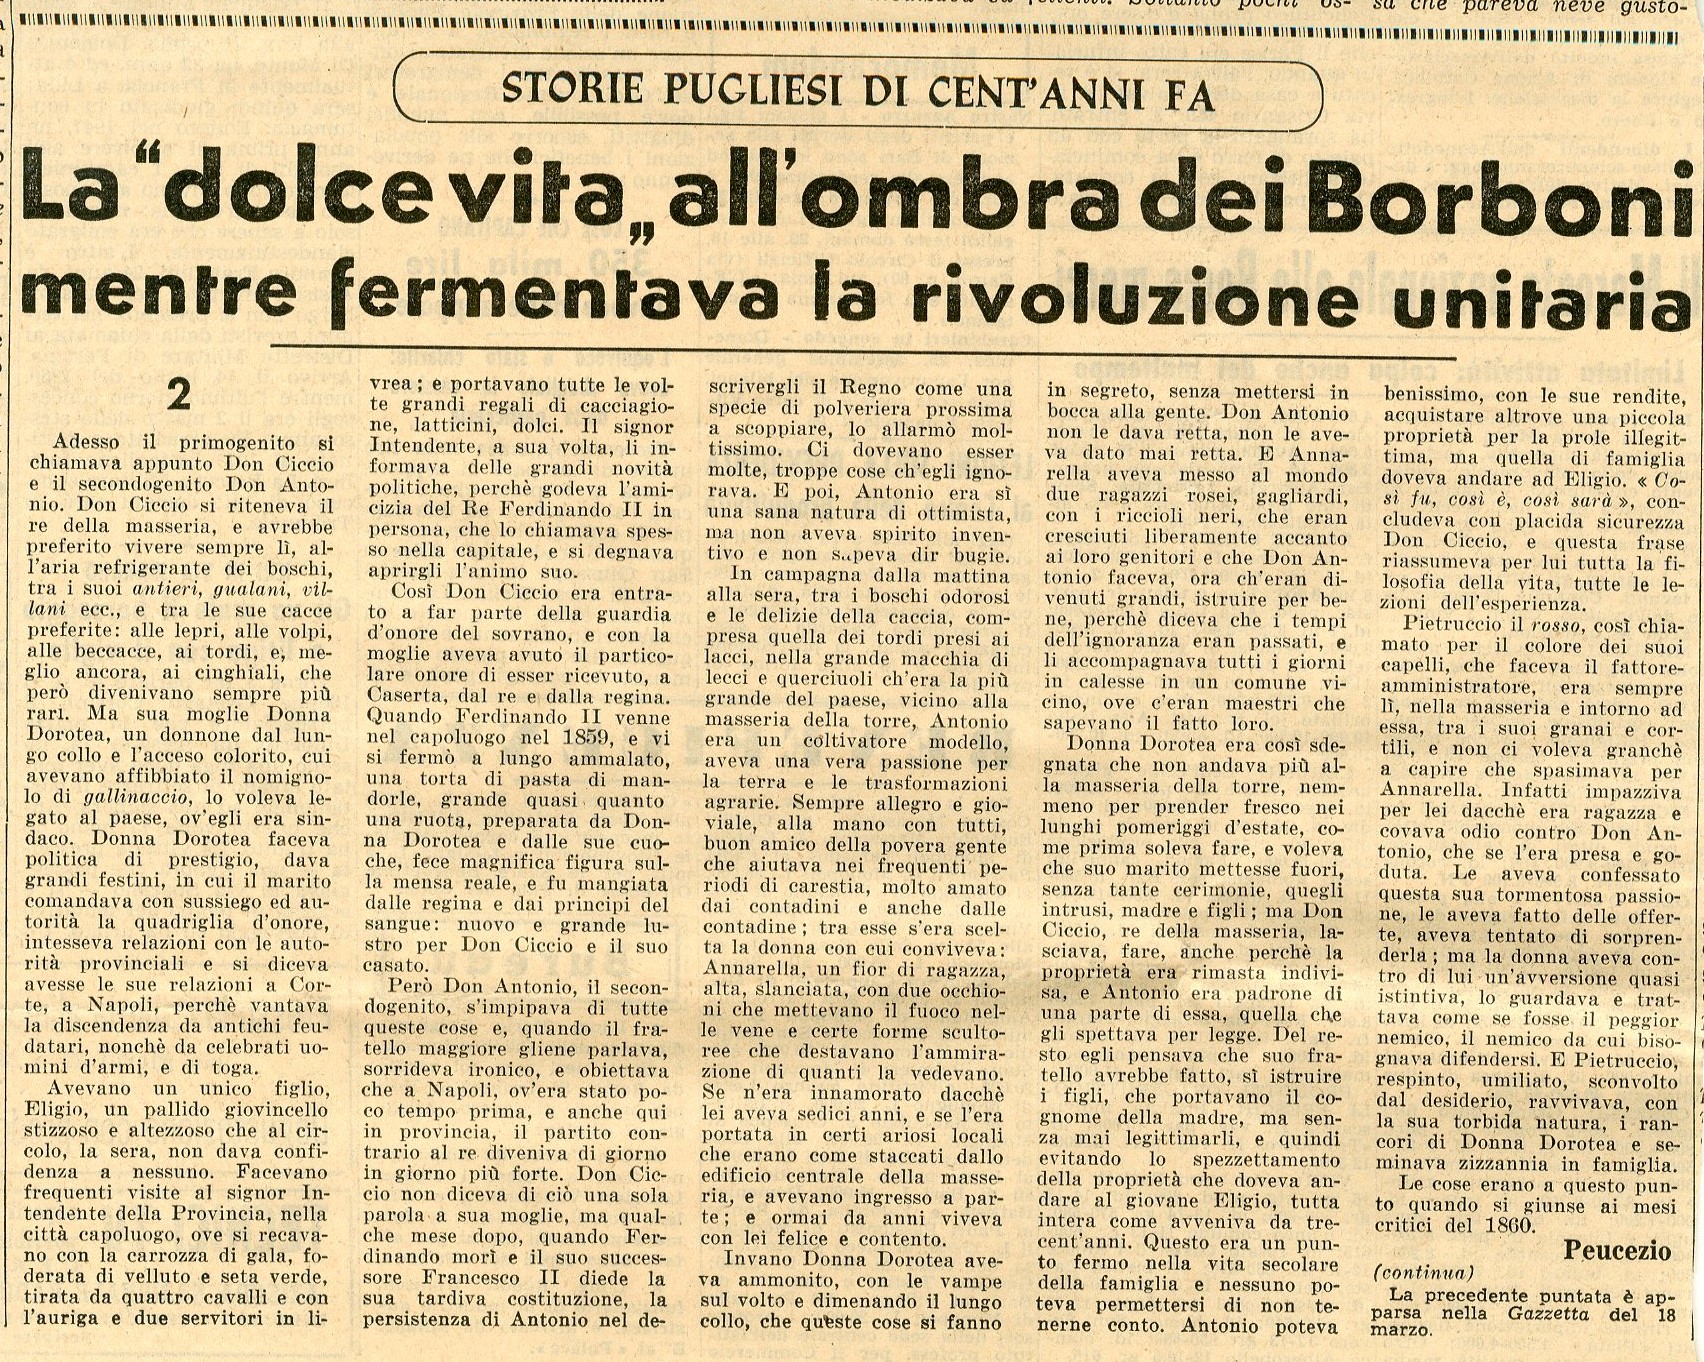 sa che pareva neve gusto-
STORIE PUGLIESI DI CENT'ANNI FA
La "dolce vita„ all'ombra dei Borboni
mentre fermentava la rivoluzione unitaria
2
Adesso il primogenito si
chiamava appunto Don Ciccio
e il secondogenito Don Anto-
nio. Don Ciccio si riteneva il
re della masseria, e avrebbe
preferito vivere sempre lì, al-
l'aria refrigerante dei boschi,
tra i suoi antieri, gualani, vil-
lani ecc., e tra le sue cacce
preferite: alle lepri, alle volpi,
alle beccacce, ai tordi, e, me-
glio ancora, ai cinghiali, che
però divenivano sempre più
rari. Ma sua moglie Donna
Dorotea, un donnone dal lun-
go collo e l'acceso colorito, cui
avevano affibbiato il nomigno-
lo di gallinaccio, lo voleva le-
gato al paese, ov'egli era sin-
daco. Donna Dorotea faceva
politica di prestigio, dava
grandi festini, in cui il marito
comandava con sussiego ed au-
torità la quadriglia d'onore,
intesseva relazioni con le auto-
rità provinciali e si diceva
avesse le sue relazioni a Cor-
te, a Napoli, perchè vantava
la discendenza da antichi feu-
datari, nonchè da celebrati uo-
mini d'armi, e di toga.
Avevano un unico figlio,
Eligio, un pallido giovincello
stizzoso e altezzoso che al cir-
colo, la sera, non dava confi-
denza a nessuno. Facevano
frequenti visite al signor In-
tendente della Provincia, nella
città capoluogo, ove si recava-
no con la carrozza di gala, fo-
derata di velluto e seta verde,
tirata da quattro cavalli e con
l'auriga e due servitori in li-
vrea; e portavano tutte le vol-
te grandi regali di cacciagio-
ne, latticini, dolci. Il signor
Intendente, a sua volta, li in-
formava delle grandi novità
politiche, perchè godeva l'ami-
cizia del Re Ferdinando II in
persona, che lo chiamava spes-
so nella capitale, e si degnava
aprirgli l'animo suo.
Così Don Ciccio era entra-
to a far parte della guardia
d'onore del sovrano, e con la
moglie aveva avuto il partico-
lare onore di esser ricevuto, a
Caserta, dal re e dalla regina.
Quando Ferdinando II venne
nel capoluogo nel 1859, e vi
si fermò a lungo ammalato,
una torta di pasta di man-
dorle, grande quasi quanto
una ruota, preparata da Don-
na Dorotea e dalle sue cuo-
che, fece magnifica figura sul-
la mensa reale, e fu mangiata
dalle regina e dai principi del
sangue: nuovo e grande lu-
stro per Don Ciccio e il suo
casato.
Però Don Antonio, il secon-
dogenito, s'impipava di tutte
queste cose e, quando il fra-
tello maggiore gliene parlava,
sorrideva ironico, e obiettava
che a Napoli, ov'era stato po-
co tempo prima, e anche qui
in provincia, il partito con-
trario al re diveniva di giorno
in giorno più forte. Don Cic-
cio non diceva di ciò una sola
parola a sua moglie, ma qual-
che mese dopo, quando Fer-
dinando morì e il suo succes-
sore Francesco II diede la
sua tardiva costituzione, la
persistenza di Antonio nel de-
scrivergli il Regno come una
specie di polveriera prossima
a scoppiare, lo allarmò mol-
tissimo. Ci dovevano esser
molte, troppe cose ch'egli igno-
rava. E poi, Antonio era sì
una sana natura di ottimista,
ma non aveva spirito inven-
tivo e non sapeva dir bugie.
In campagna dalla mattina
alla sera, tra i boschi odorosi
e le delizie della caccia, com-
presa quella dei tordi presi ai
lacci, nella grande macchia di
lecci e querciuoli ch'era la più
grande del paese, vicino alla
masseria della torre, Antonio
era un coltivatore modello,
aveva una vera passione per
la terra e le trasformazioni
agrarie. Sempre allegro e gio-
viale, alla mano con tutti,
buon amico della povera gente
che aiutava nei frequenti pe-
riodi di carestia, molto amato
dai contadini e anche dalle
contadine; tra esse s'era scel-
ta la donna con cui conviveva:
Annarella, un fior di ragazza,
alta, slanciata, con due occhio-
ni che mettevano il fuoco nel-
le vene e certe forme sculto-
ree che destavano l'ammira-
zione di quanti la vedevano.
Se n'era innamorato dacchè
lei aveva sedici anni, e se l'era
portata in certi ariosi locali
che erano come staccati dallo
edificio centrale della masse-
ria, e avevano ingresso a par-
te; e ormai da anni viveva
con lei felice e contento.
Invano Donna Dorotea ave-
va ammonito, con le vampe
sul volto e dimenando il lungo
collo, che queste cose si fanno
in segreto, senza mettersi in
bocca alla gente. Don Antonio
non le dava retta, non le ave-
va dato mai retta. E Anna-
rella aveva messo al mondo
due ragazzi rosei, gagliardi,
con i riccioli neri, che eran
cresciuti liberamente accanto
ai loro genitori e che Don An-
tonio faceva, ora ch'eran di-
venuti grandi, istruire per be-
ne, perchè diceva che i tempi
dell'ignoranza eran passati, e
li accompagnava tutti i giorni
in calesse in un comune vi-
cino, ove c'eran maestri che
sapevano il fatto loro.
Donna Dorotea era così sde-
gnata che non andava più al-
la masseria della torre, nem-
meno per prender fresco nei
lunghi pomeriggi d'estate, co-
me prima soleva fare, e voleva
che suo marito mettesse fuori,
senza tante cerimonie, quegli
intrusi, madre e figli; ma Don
Ciccio, re della masseria, la-
sciava, fare, anche perchè la
proprietà era rimasta indivi-
sa, e Antonio era padrone di
una parte di essa, quella che
gli spettava per legge. Del re-
sto egli pensava che suo fra-
tello avrebbe fatto, sì istruire
i figli, che portavano il co-
gnome della madre, ma sen-
za mai legittimarli, e quindi
evitando lo spezzettamento
della proprietà che doveva an-
dare al giovane Eligio, tutta
intera come avveniva da tre-
cent'anni. Questo era un pun-
to fermo nella vita secolare
della famiglia e nessuno po-
teva permettersi di non te-
nerne conto. Antonio poteva
benissimo, con le sue rendite,
acquistare altrove una piccola
proprietà per la prole illegit-
tima, ma quella di famiglia
doveva andare ad Eligio. « Co-
sì fu, così è, così sarà », con-
cludeva con placida sicurezza
Don Ciccio, e questa frase
riassumeva per lui tutta la fi-
losofia della vita, tutte le le-
zioni dell'esperienza.
Pietruccio il rosso, così chia-
mato per il colore dei suoi
capelli, che faceva il fattore-
amministratore, era sempre
lì, nella masseria e intorno ad
essa, tra i suoi granai e cor-
tili, e non ci voleva granchè
a capire che spasimava per
Annarella. Infatti impazziva
per lei dacchè era ragazza e
covava odio contro Don An-
tonio, che se l'era presa e go-
duta. Le aveva confessato
questa sua tormentosa passio-
ne, le aveva fatto delle offer-
te, aveva tentato di sorpren-
derla; ma la donna aveva con-
tro di lui un'avversione quasi
istintiva, lo guardava e trat-
tava come se fosse il peggior
nemico, il nemico da cui biso-
gnava difendersi. E Pietruccio,
respinto, umiliato, sconvolto
dal desiderio, ravvivava, con
la sua torbida natura, i ran-
cori di Donna Dorotea e se-
minava zizzannia in famiglia.
Le cose erano a questo pun-
to quando si giunse ai mesi
critici del 1860.
Peucezio
(continua)
La precedente puntata è ap-
parsa nella Gazzetta del 18
marzo.